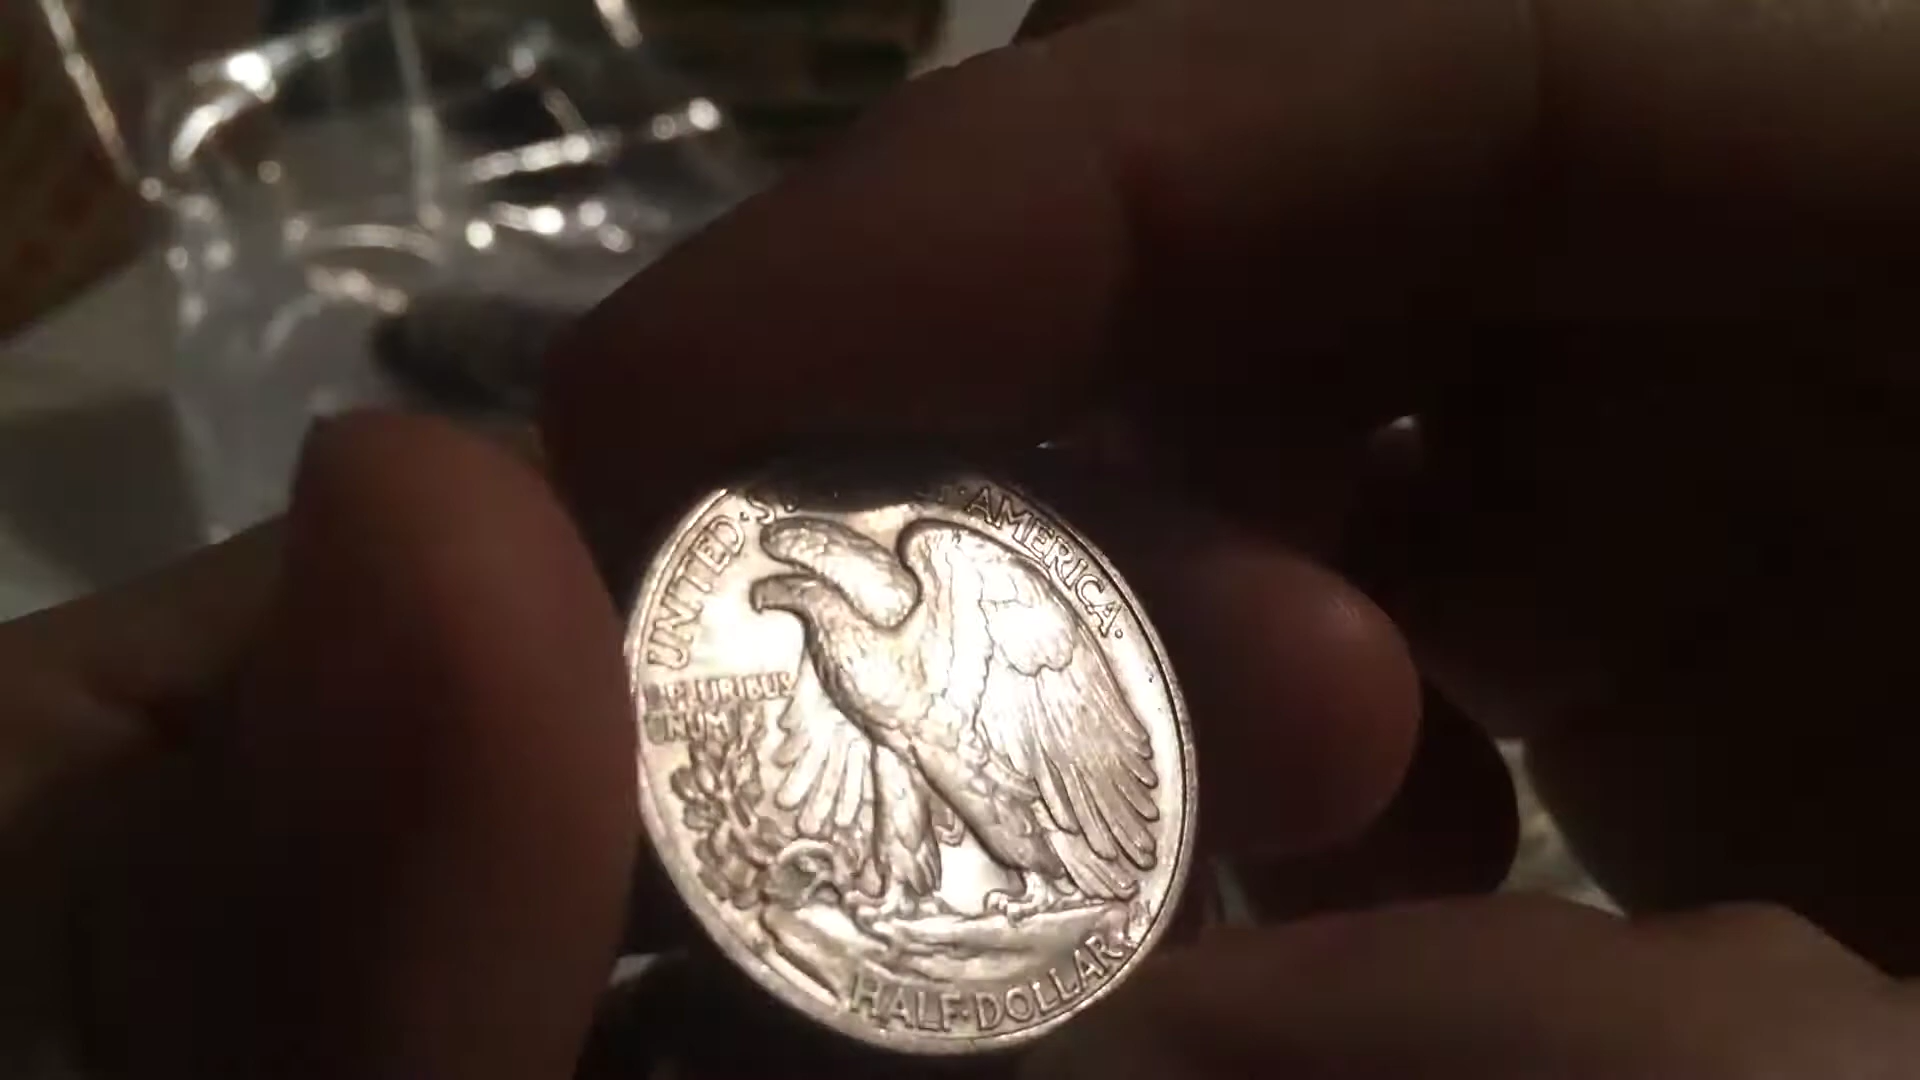 UNITED · AMERICA ·
PLURIBUS
UNUM
HALF · DOLLAR